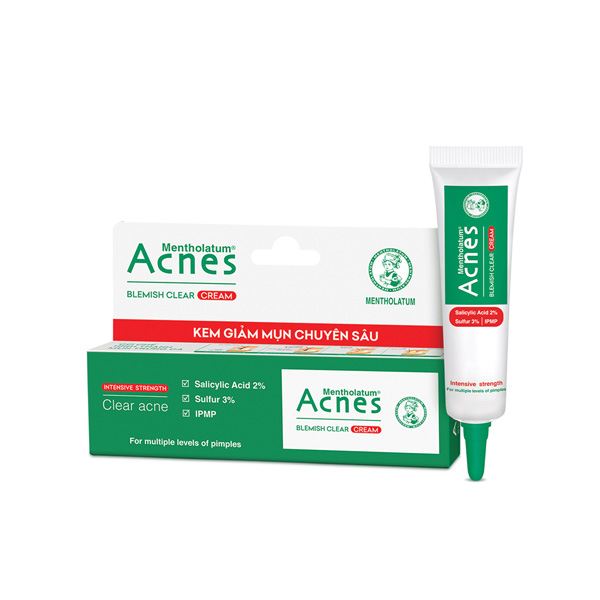 Mentholatum®
Acnes
BLEMISH CLEAR CREAM
MENTHOLATUM
KEM GIẢM MỤN CHUYÊN SÂU
INTENSIVE STRENGTH
Clear acne
☑ Salicylic Acid 2%
☑ Sulfur 3%
☑ IPMP
For multiple levels of pimples
Mentholatum®
Acnes
BLEMISH CLEAR CREAM
Mentholatum®
Acnes
BLEMISH CLEAR CREAM
Salicylic Acid 2%
Sulfur 3% | IPMP
Intensive strength
For multiple levels of pimples